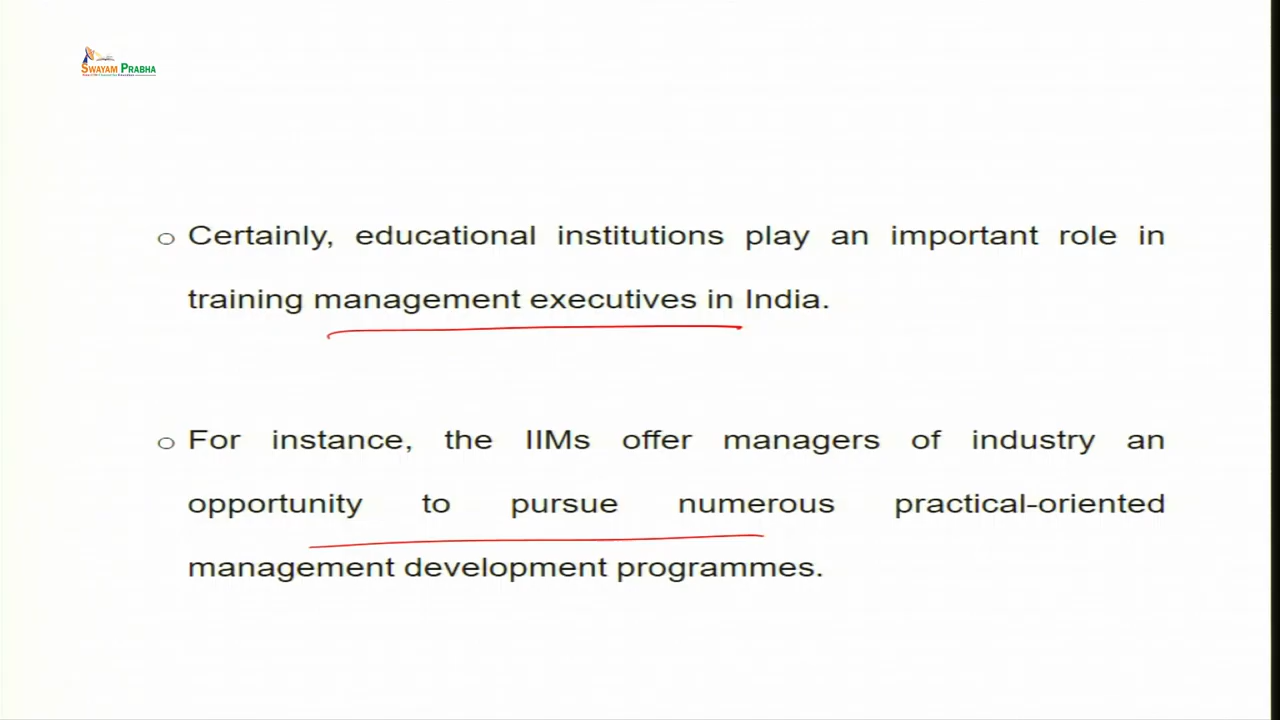 SWAYAM PRABHA
Certainly, educational institutions play an important role in
training management executives in India.
For instance, the IIMs offer managers of industry an
opportunity to pursue numerous practical-oriented
management development programmes.